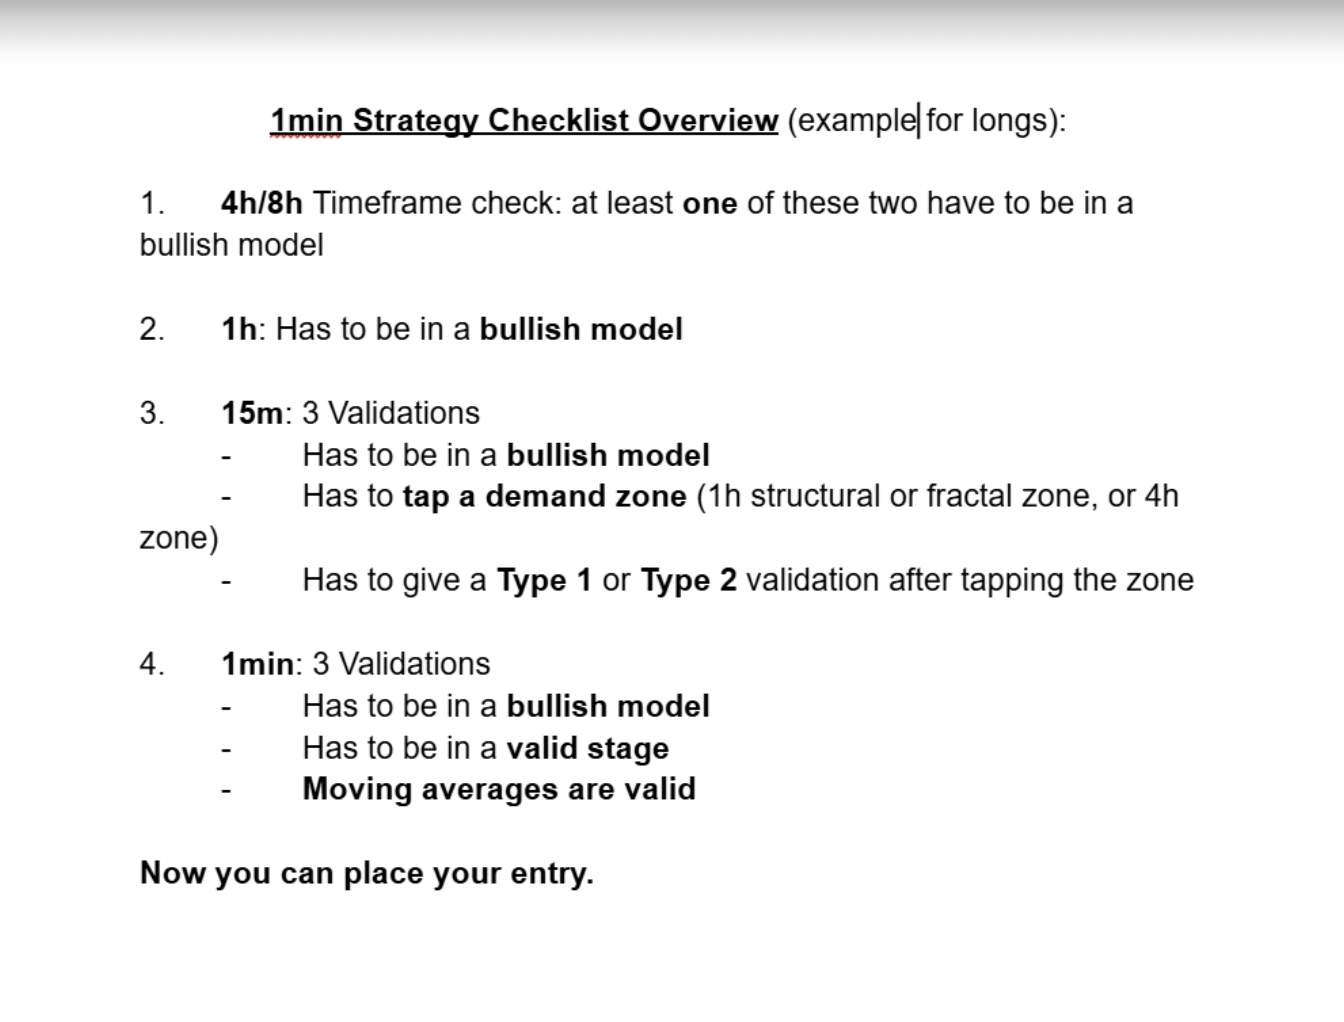 1min Strategy Checklist Overview (example for longs):
1. 4h/8h Timeframe check: at least one of these two have to be in a
bullish model
2. 1h: Has to be in a bullish model
3. 15m: 3 Validations
- Has to be in a bullish model
- Has to tap a demand zone (1h structural or fractal zone, or 4h
zone)
- Has to give a Type 1 or Type 2 validation after tapping the zone
4. 1min: 3 Validations
- Has to be in a bullish model
- Has to be in a valid stage
- Moving averages are valid
Now you can place your entry.